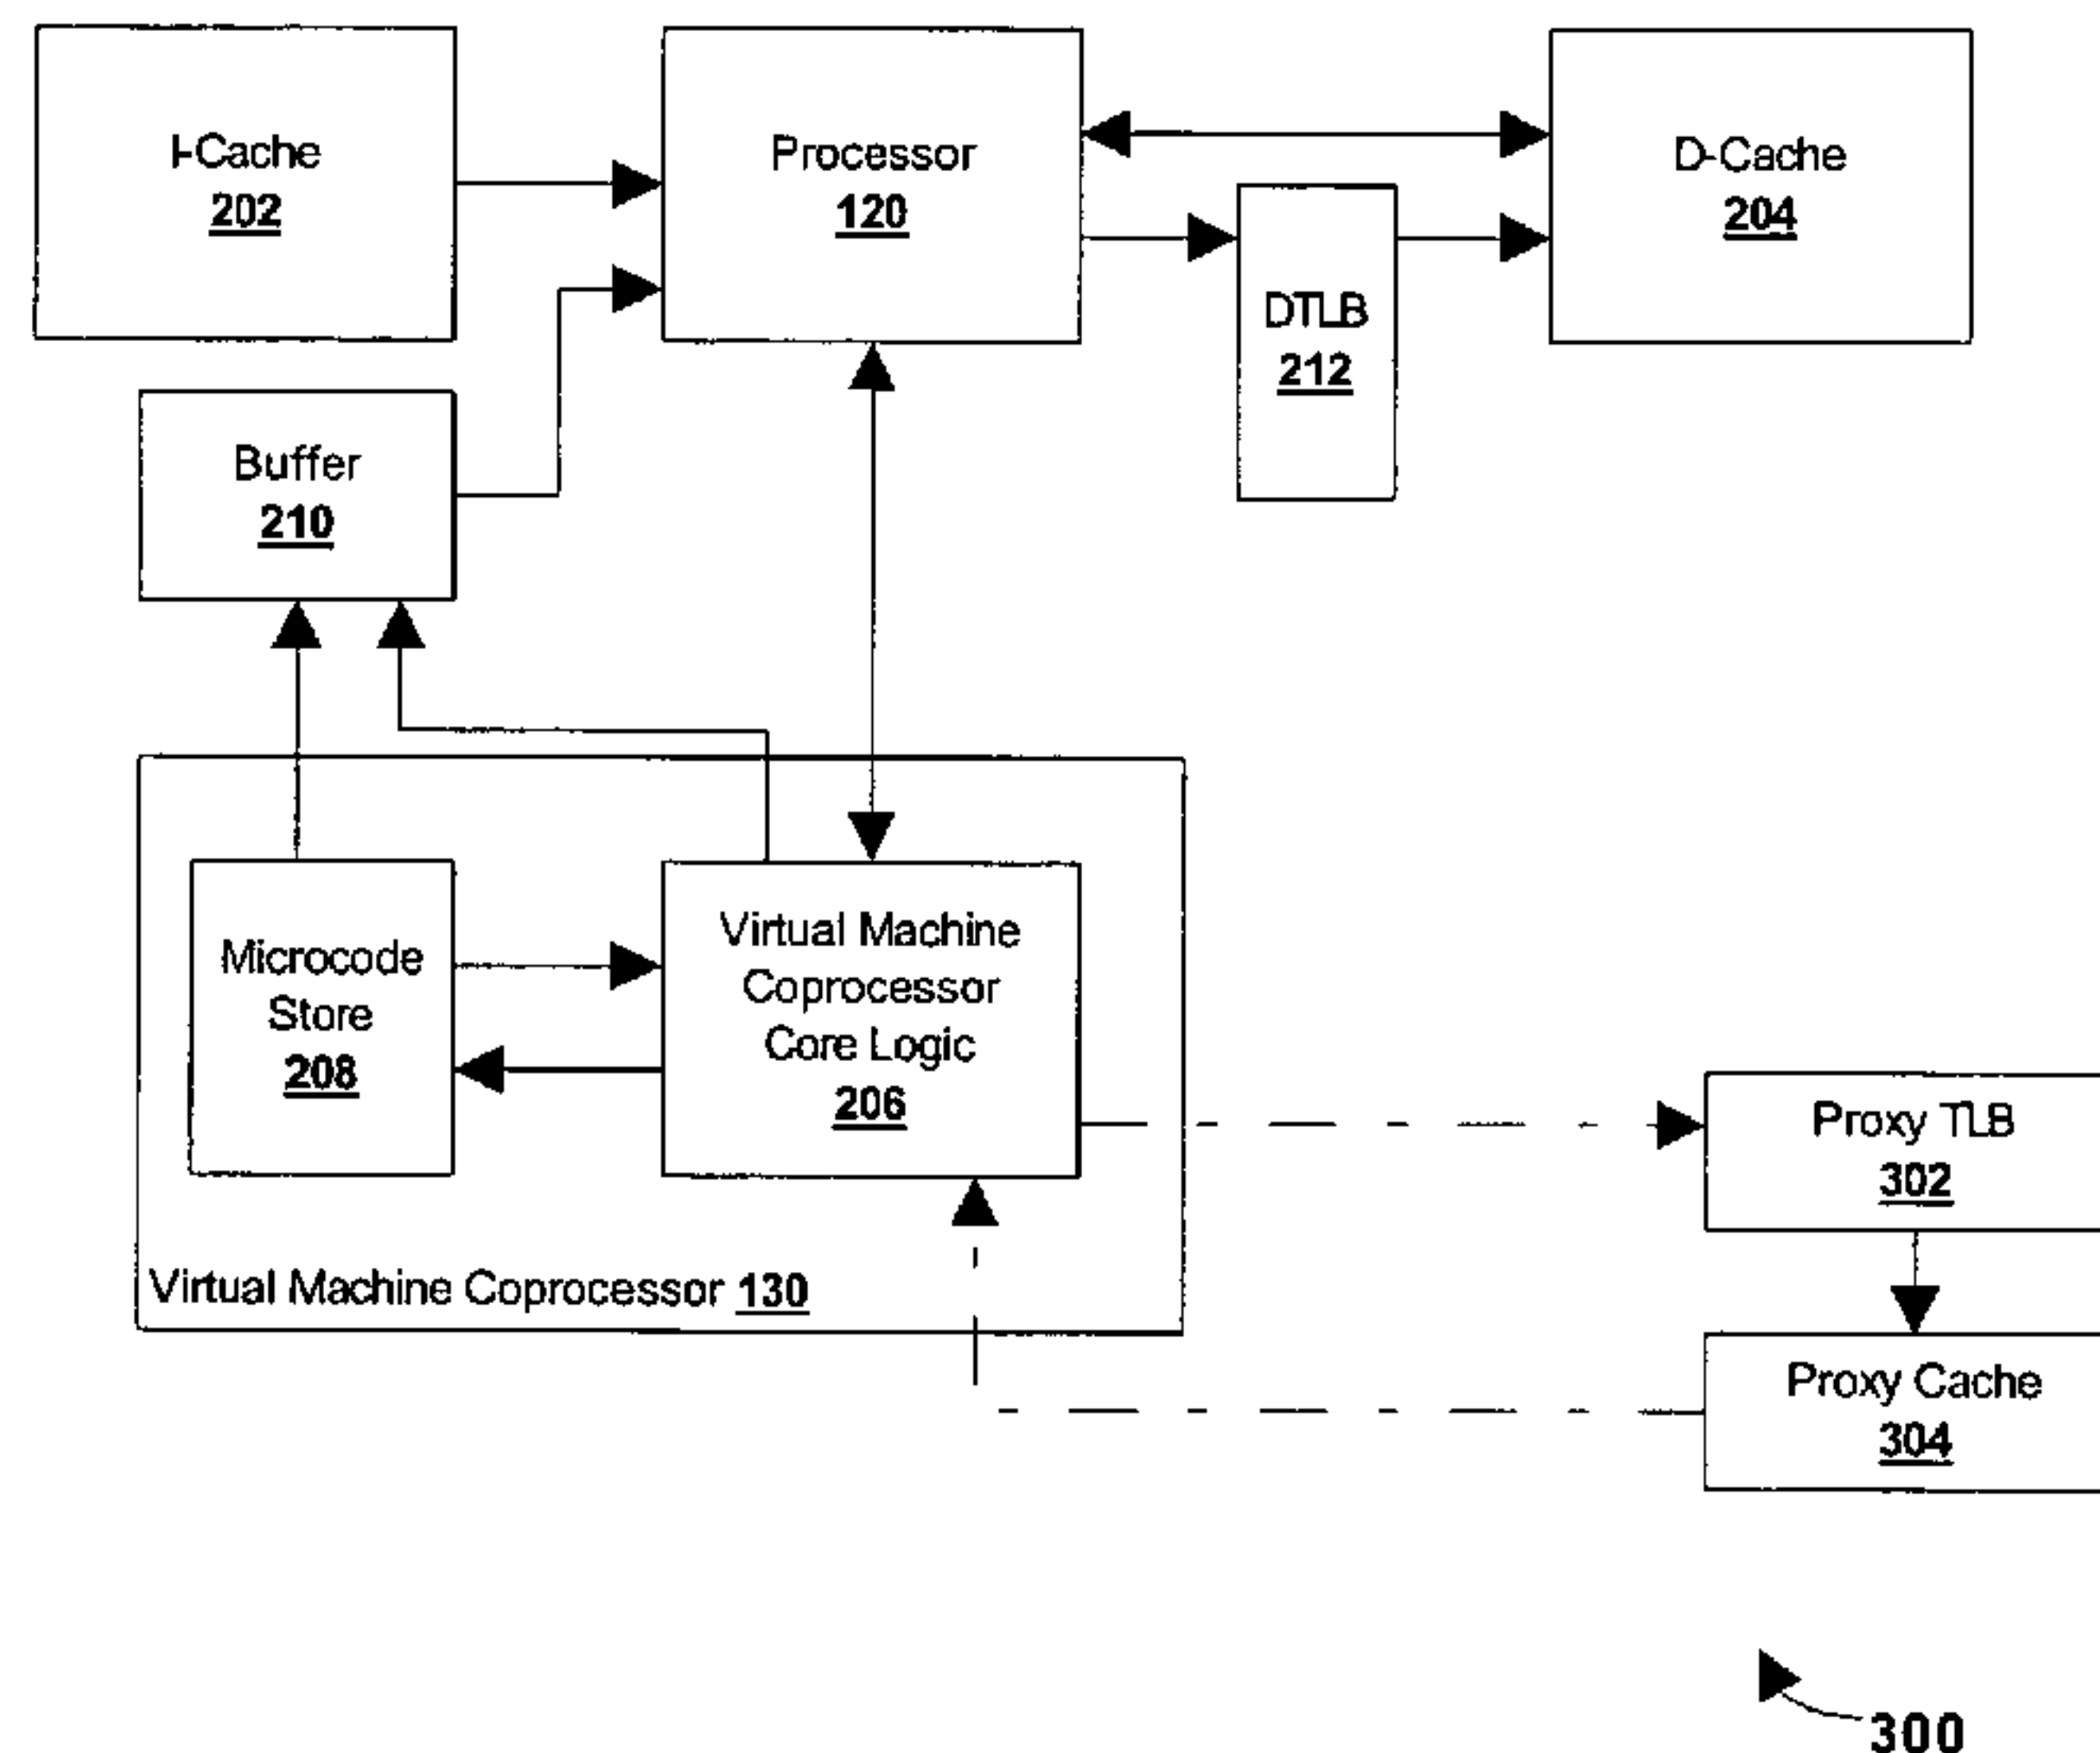 I-Cache
202
Processor
120
D-Cache
204
DTLB
212
Buffer
210
Microcode
Store
208
Virtual Machine
Coprocessor
Core Logic
206
Virtual Machine Coprocessor 130
Proxy TLB
302
Proxy Cache
304
300